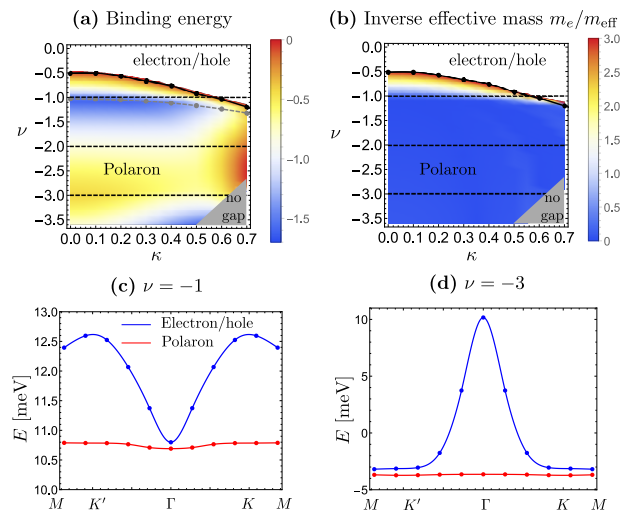 (a) Binding energy
(b) Inverse effective mass m_e/m_eff
electron/hole
Polaron
no
gap
ν
−0.5
−1.0
−1.5
−2.0
−2.5
−3.0
−3.5
0.0 0.1 0.2 0.3 0.4 0.5 0.6 0.7
κ
0
−0.5
−1.0
−1.5
electron/hole
Polaron
no
gap
ν
−0.5
−1.0
−1.5
−2.0
−2.5
−3.0
−3.5
0.0 0.1 0.2 0.3 0.4 0.5 0.6 0.7
κ
3.0
2.5
2.0
1.5
1.0
0.5
0
(c) ν = −1
Electron/hole
Polaron
E [meV]
13.0
12.5
12.0
11.5
11.0
10.5
10.0
M K′ Γ K M
(d) ν = −3
E [meV]
10
5
0
−5
M K′ Γ K M